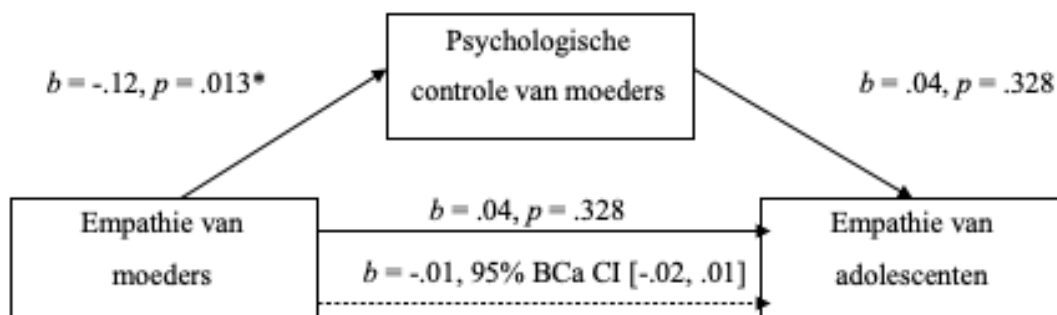 Psychologische
controle van moeders
b = -.12, p = .013*
b = .04, p = .328
Empathie van
moeders
b = .04, p = .328
b = -.01, 95% BCa CI [-.02, .01]
Empathie van
adolescenten